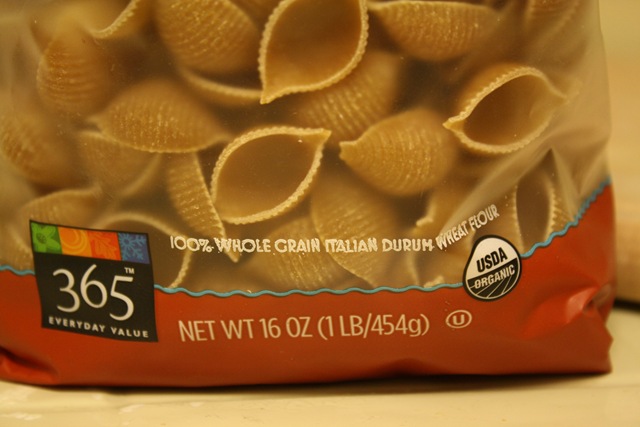 100% WHOLE GRAIN ITALIAN DURUM WHEAT FLOUR
365™
EVERYDAY VALUE
USDA
ORGANIC
NET WT 16 OZ (1 LB/454g) Ⓤ